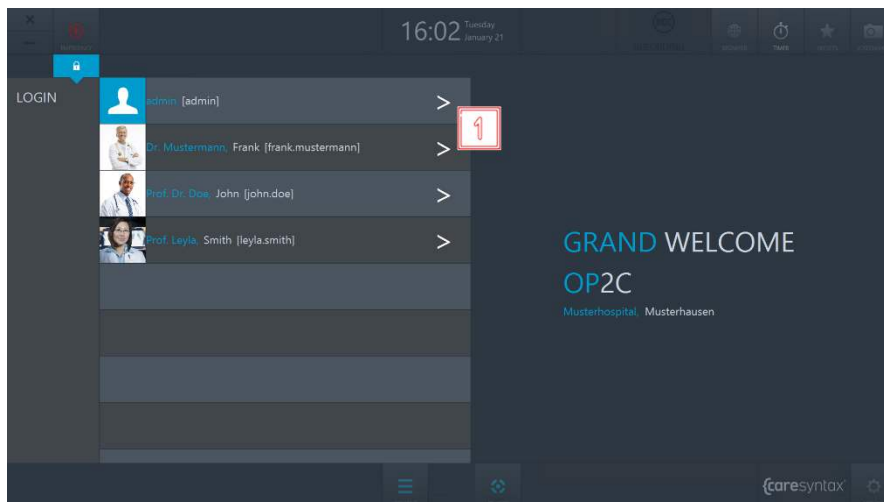 16:02 Tuesday
January 21
TIMER
LOGIN
admin [admin]
>
1
Dr. Mustermann, Frank [frank.mustermann]
>
Prof. Dr. Doe, John [john.doe]
>
Prof. Leyla, Smith [leyla.smith]
>
GRAND WELCOME
OP2C
Musterhospital, Musterhausen
{caresyntax